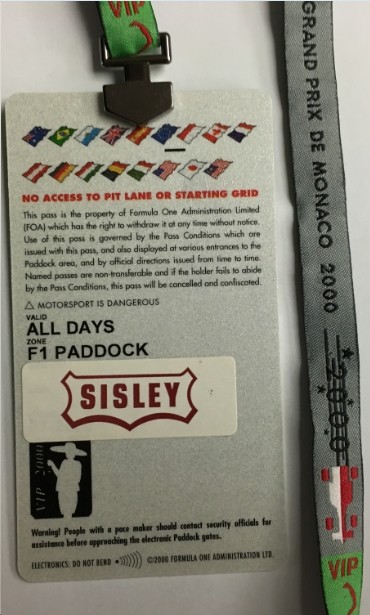 VIP
NO ACCESS TO PIT LANE OR STARTING GRID
This pass is the property of Formula One Administration Limited
(FOA) which has the right to withdraw it at any time without notice.
Use of this pass is governed by the Pass Conditions which are
issued with this pass, and also displayed at various entrances to the
Paddock area, and by official directions issued from time to time.
Named passes are non-transferable and if the holder fails to abide
by the Pass Conditions, this pass will be cancelled and confiscated.
MOTORSPORT IS DANGEROUS
VALID
ALL DAYS
ZONE
F1 PADDOCK
SISLEY
VIP 2000
Warning! People with a pace maker should contact security officials for
assistance before approaching the electronic Paddock gates.
ELECTRONICS: DO NOT BEND ©2000 FORMULA ONE ADMINISTRATION LTD.
GRAND PRIX DE MONACO 2000
2000
VIP